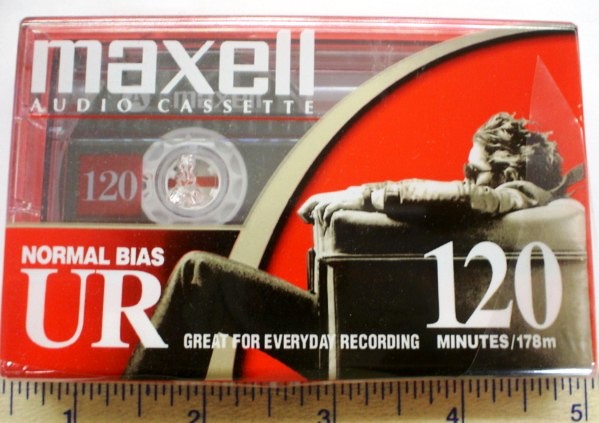 maxell
AUDIO CASSETTE
maxell
120
NORMAL BIAS
UR
GREAT FOR EVERYDAY RECORDING
120
MINUTES/178m
1 2 3 4 5